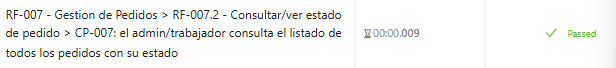 RF-007 - Gestion de Pedidos > RF-007.2 - Consultar/ver estado
de pedido > CP-007: el admin/trabajador consulta el listado de
todos los pedidos con su estado
00:00.009
Passed